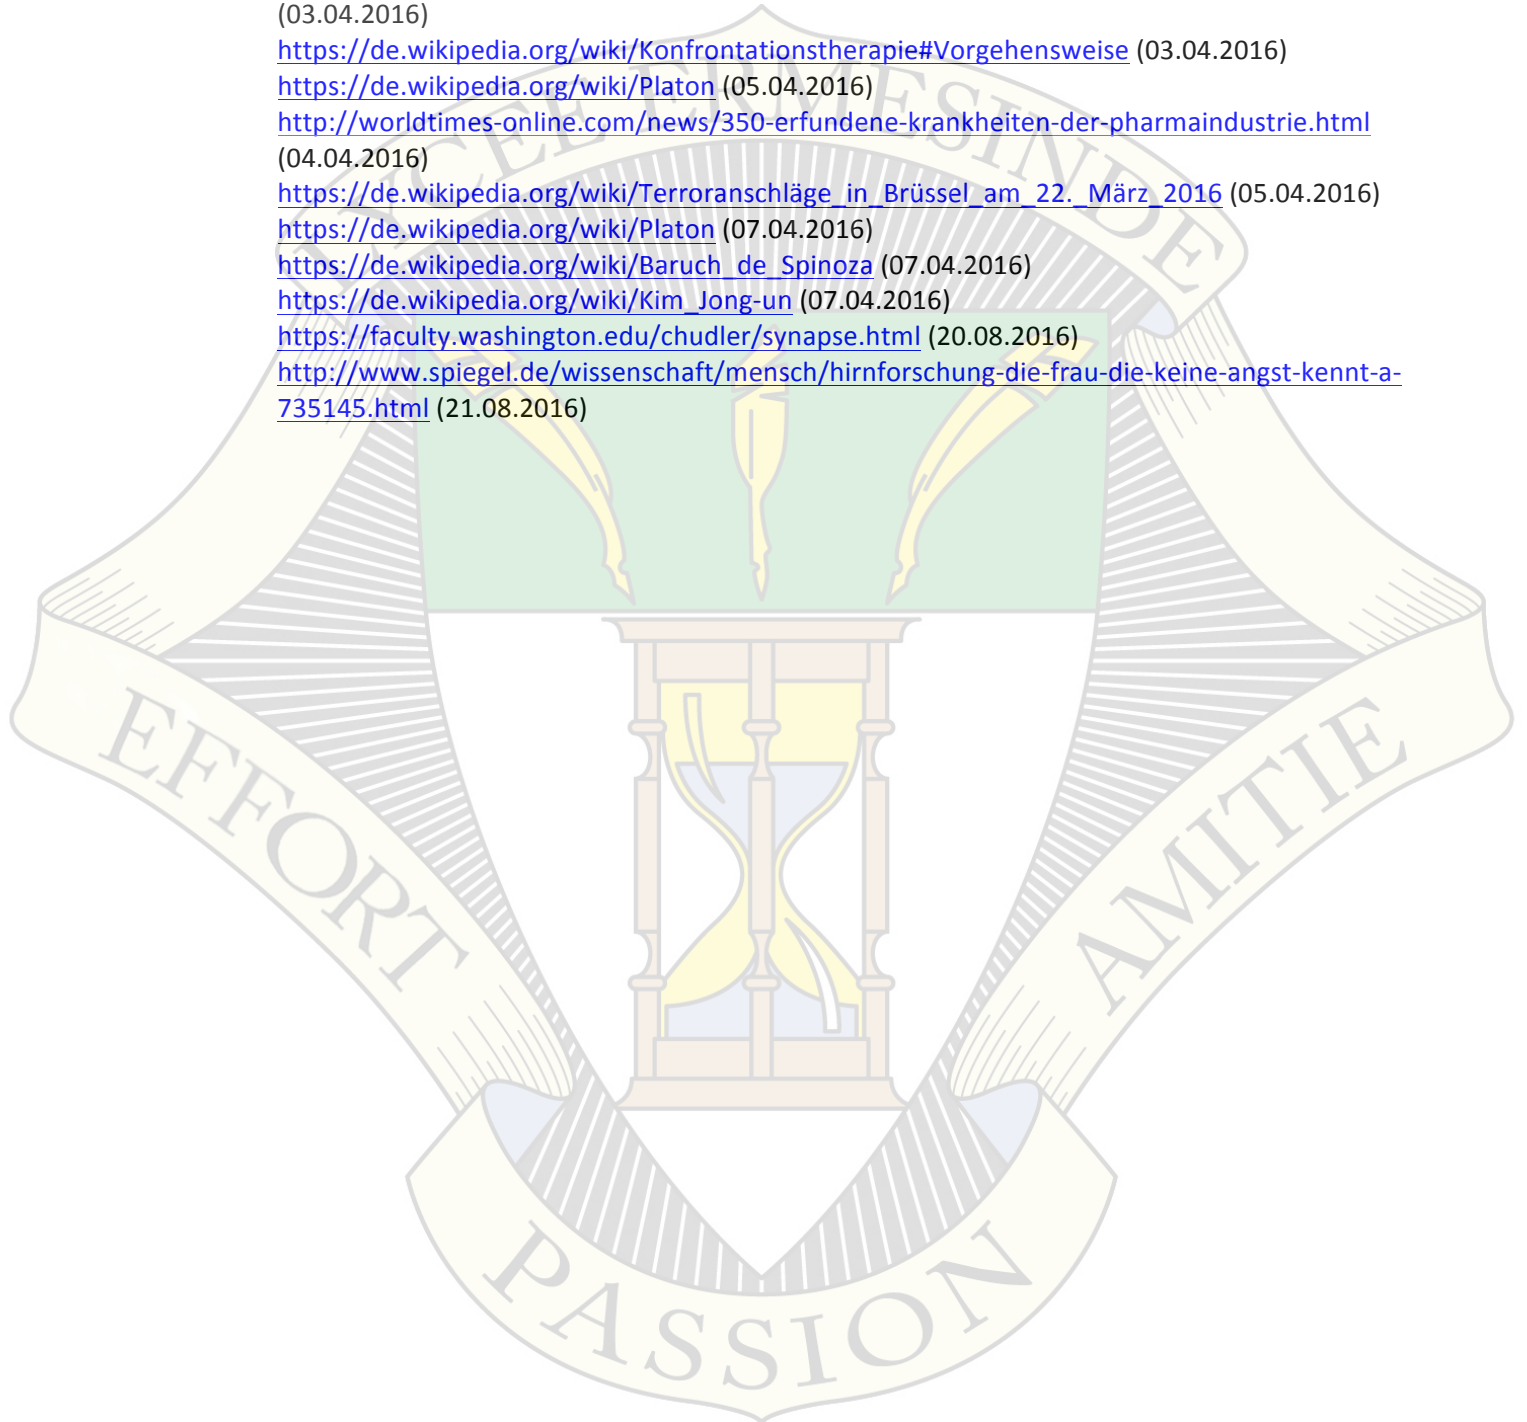 (03.04.2016)
https://de.wikipedia.org/wiki/Konfrontationstherapie#Vorgehensweise (03.04.2016)
https://de.wikipedia.org/wiki/Platon (05.04.2016)
http://worldtimes-online.com/news/350-erfundene-krankheiten-der-pharmaindustrie.html
(04.04.2016)
https://de.wikipedia.org/wiki/Terroranschläge_in_Brüssel_am_22._März_2016 (05.04.2016)
https://de.wikipedia.org/wiki/Platon (07.04.2016)
https://de.wikipedia.org/wiki/Baruch_de_Spinoza (07.04.2016)
https://de.wikipedia.org/wiki/Kim_Jong-un (07.04.2016)
https://faculty.washington.edu/chudler/synapse.html (20.08.2016)
http://www.spiegel.de/wissenschaft/mensch/hirnforschung-die-frau-die-keine-angst-kennt-a-
735145.html (21.08.2016)
LYCEE ERMESINDE
EFFORT
AMITIE
PASSION